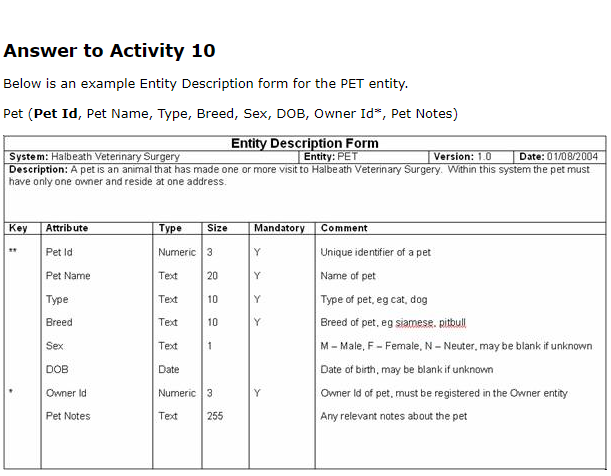 Answer to Activity 10
Below is an example Entity Description form for the PET entity.
Pet (Pet Id, Pet Name, Type, Breed, Sex, DOB, Owner Id*, Pet Notes)
Entity Description Form
System: Halbeath Veterinary Surgery Entity: PET Version: 1.0 Date: 01/08/2004
Description: A pet is an animal that has made one or more visit to Halbeath Veterinary Surgery. Within this system the pet must
have only one owner and reside at one address.
Key Attribute Type Size Mandatory Comment
** Pet Id Numeric 3 Y Unique identifier of a pet
Pet Name Text 20 Y Name of pet
Type Text 10 Y Type of pet, eg cat, dog
Breed Text 10 Y Breed of pet, eg siamese, pitbull
Sex Text 1 M – Male, F – Female, N – Neuter, may be blank if unknown
DOB Date Date of birth, may be blank if unknown
* Owner Id Numeric 3 Y Owner Id of pet, must be registered in the Owner entity
Pet Notes Text 255 Any relevant notes about the pet